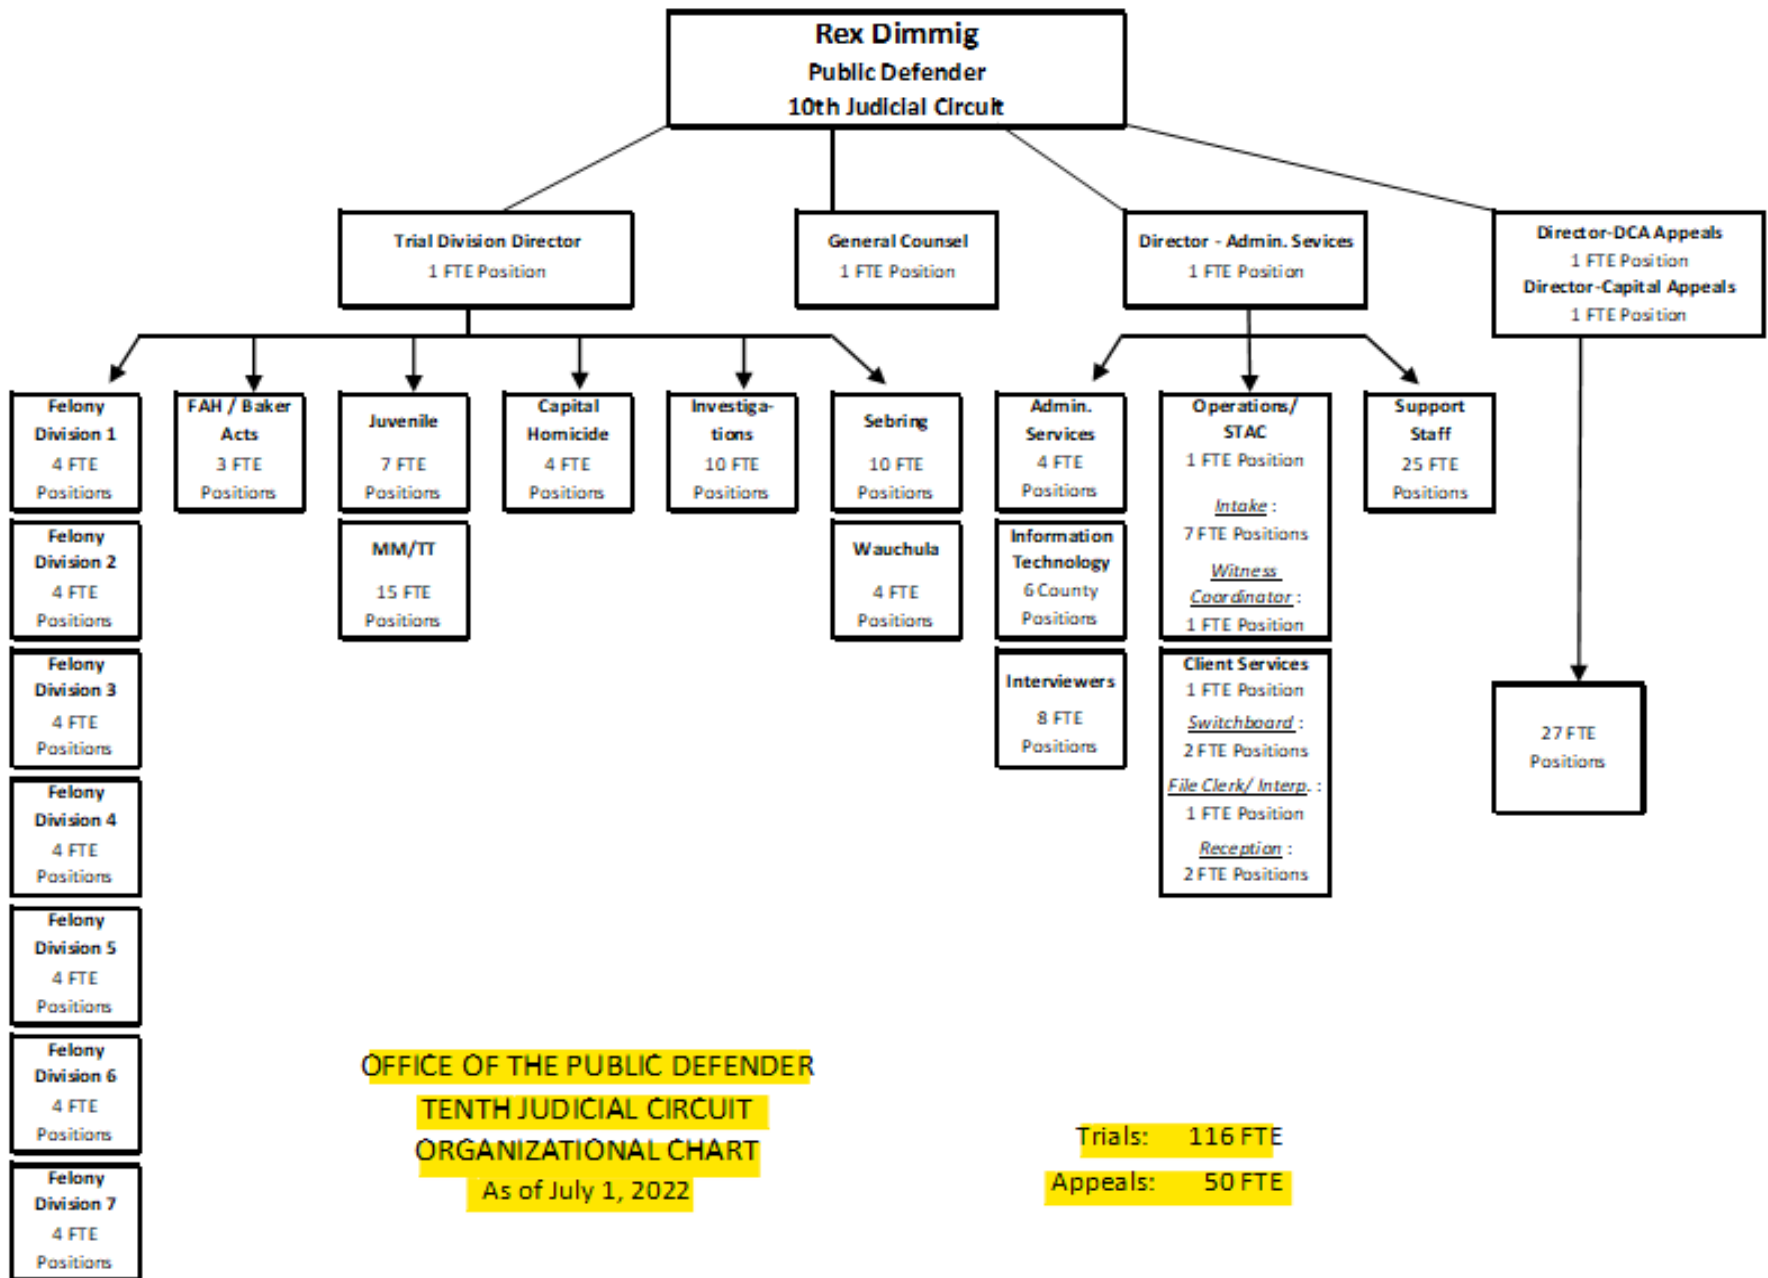 Rex Dimmig
Public Defender
10th Judicial Circuit
Trial Division Director
1 FTE Position
General Counsel
1 FTE Position
Director - Admin. Sevices
1 FTE Position
Director-DCA Appeals
1 FTE Position
Director-Capital Appeals
1 FTE Position
Felony
Division 1
4 FTE
Positions
FAH / Baker
Acts
3 FTE
Positions
Juvenile
7 FTE
Positions
Capital
Homicide
4 FTE
Positions
Investiga-
tions
10 FTE
Positions
Sebring
10 FTE
Positions
Admin.
Services
4 FTE
Positions
Operations/
STAC
1 FTE Position
Intake :
7 FTE Positions
Witness
Coordinator :
1 FTE Position
Support
Staff
25 FTE
Positions
Felony
Division 2
4 FTE
Positions
MM/TT
15 FTE
Positions
Wauchula
4 FTE
Positions
Information
Technology
6 County
Positions
Felony
Division 3
4 FTE
Positions
Interviewers
8 FTE
Positions
Client Services
1 FTE Position
Switchboard :
2 FTE Positions
File Clerk/ Interp. :
1 FTE Position
Reception :
2 FTE Positions
27 FTE
Positions
Felony
Division 4
4 FTE
Positions
Felony
Division 5
4 FTE
Positions
Felony
Division 6
4 FTE
Positions
Felony
Division 7
4 FTE
Positions
OFFICE OF THE PUBLIC DEFENDER
TENTH JUDICIAL CIRCUIT
ORGANIZATIONAL CHART
As of July 1, 2022
Trials: 116 FTE
Appeals: 50 FTE